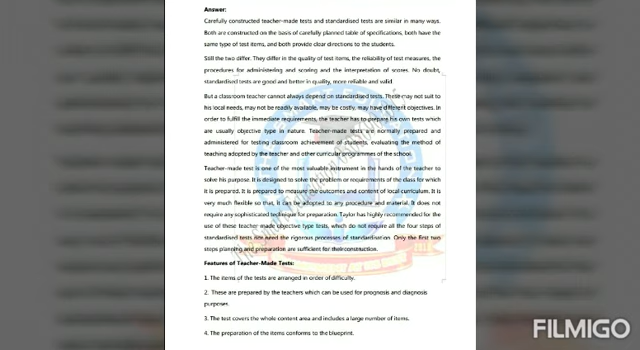 Answer:
Carefully constructed teacher-made tests and standardised tests are similar in many ways.
Both are constructed on the basis of carefully planned table of specifications, both have the
same type of test items, and both provide clear directions to the students.
Still the two differ. They differ in the quality of test items, the reliability of test measures, the
procedures for administering and scoring and the interpretation of scores. No doubt,
standardised tests are good and better in quality, more reliable and valid.
But a classroom teacher cannot always depend on standardised tests. These may not suit to
his local needs, may not be readily available, may be costly, may have different objectives. In
order to fulfill the immediate requirements, the teacher has to prepare his own tests which
are usually objective type in nature. Teacher-made tests are normally prepared and
administered for testing classroom achievement of students, evaluating the method of
teaching adopted by the teacher and other curricular programmes of the school.
Teacher-made test is one of the most valuable instrument in the hands of the teacher to
solve his purpose. It is designed to solve the problem or requirements of the class for which
it is prepared. It is prepared to measure the outcomes and content of local curriculum. It is
very much flexible so that, it can be adopted to any procedure and material. It does not
require any sophisticated technique for preparation. Taylor has highly recommended for the
use of these teacher-made objective type tests, which do not require all the four steps of
standardised tests nor need the rigorous processes of standardisation. Only the first two
steps planning and preparation are sufficient for their construction.
Features of Teacher-Made Tests:
1. The items of the tests are arranged in order of difficulty.
2. These are prepared by the teachers which can be used for prognosis and diagnosis
purposes.
3. The test covers the whole content area and includes a large number of items.
4. The preparation of the items conforms to the blueprint.
FILMIGO